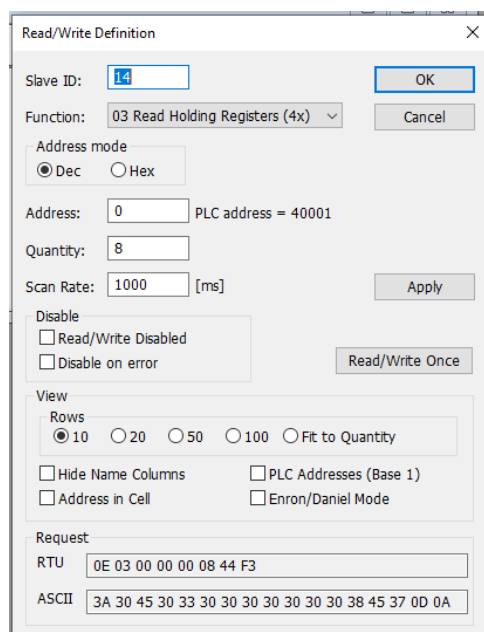 Read/Write Definition
Slave ID: 14 OK
Function: 03 Read Holding Registers (4x) Cancel
Address mode
Dec Hex
Address: 0 PLC address = 40001
Quantity: 8
Scan Rate: 1000 [ms] Apply
Disable
Read/Write Disabled
Disable on error
Read/Write Once
View
Rows
10 20 50 100 Fit to Quantity
Hide Name Columns PLC Addresses (Base 1)
Address in Cell Enron/Daniel Mode
Request
RTU 0E 03 00 00 00 08 44 F3
ASCII 3A 30 45 30 33 30 30 30 30 30 30 30 38 45 37 0D 0A